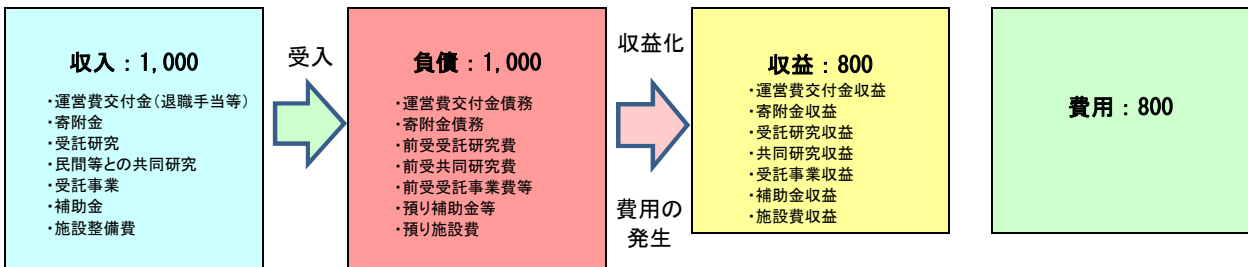 収入：1,000
・運営費交付金（退職手当等）
・寄附金
・受託研究
・民間等との共同研究
・受託事業
・補助金
・施設整備費
受入
負債：1,000
・運営費交付金債務
・寄附金債務
・前受受託研究費
・前受共同研究費
・前受受託事業費等
・預り補助金等
・預り施設費
収益化
費用の
発生
収益：800
・運営費交付金収益
・寄附金収益
・受託研究収益
・共同研究収益
・受託事業収益
・補助金収益
・施設費収益
費用：800